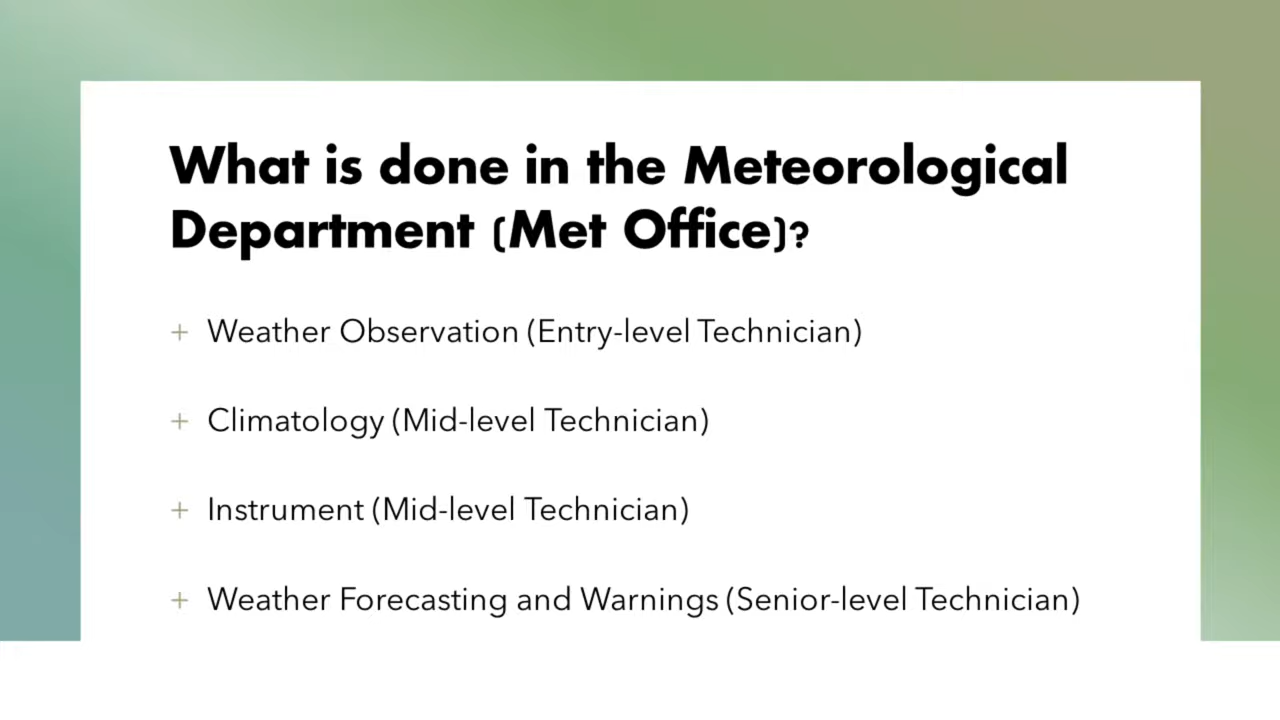 What is done in the Meteorological
Department (Met Office)?
+ Weather Observation (Entry-level Technician)
+ Climatology (Mid-level Technician)
+ Instrument (Mid-level Technician)
+ Weather Forecasting and Warnings (Senior-level Technician)